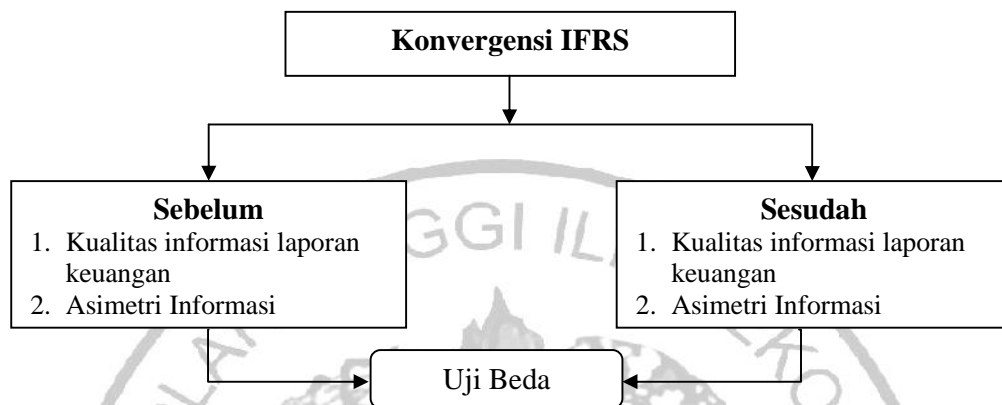 Konvergensi IFRS
Sebelum
1. Kualitas informasi laporan
keuangan
2. Asimetri Informasi
Sesudah
1. Kualitas informasi laporan
keuangan
2. Asimetri Informasi
Uji Beda